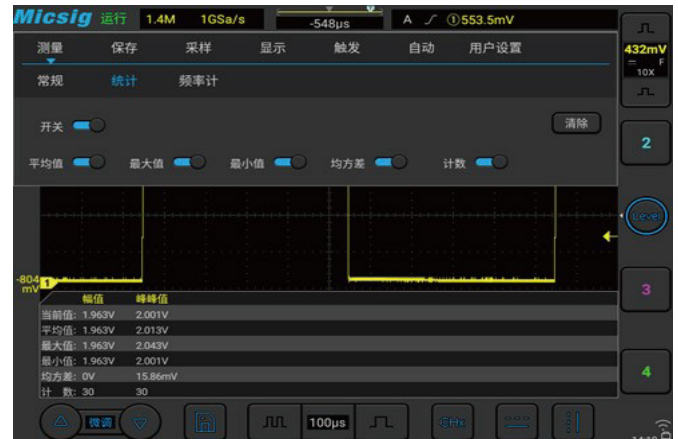 Micsig 运行 1.4M 1GSa/s -548μs A ①553.5mV
测量 保存 采样 显示 触发 自动 用户设置
432mV
F
10X
常规 统计 频率计
开关 清除
2
平均值 最大值 最小值 均方差 计数
Level
-804
mV
1
3
幅值 峰峰值
当前值: 1.963V 2.001V
平均值: 1.963V 2.013V
最大值: 1.963V 2.043V
最小值: 1.963V 2.001V
均方差: 0V 15.86mV
计 数: 30 30
4
微调 100μs